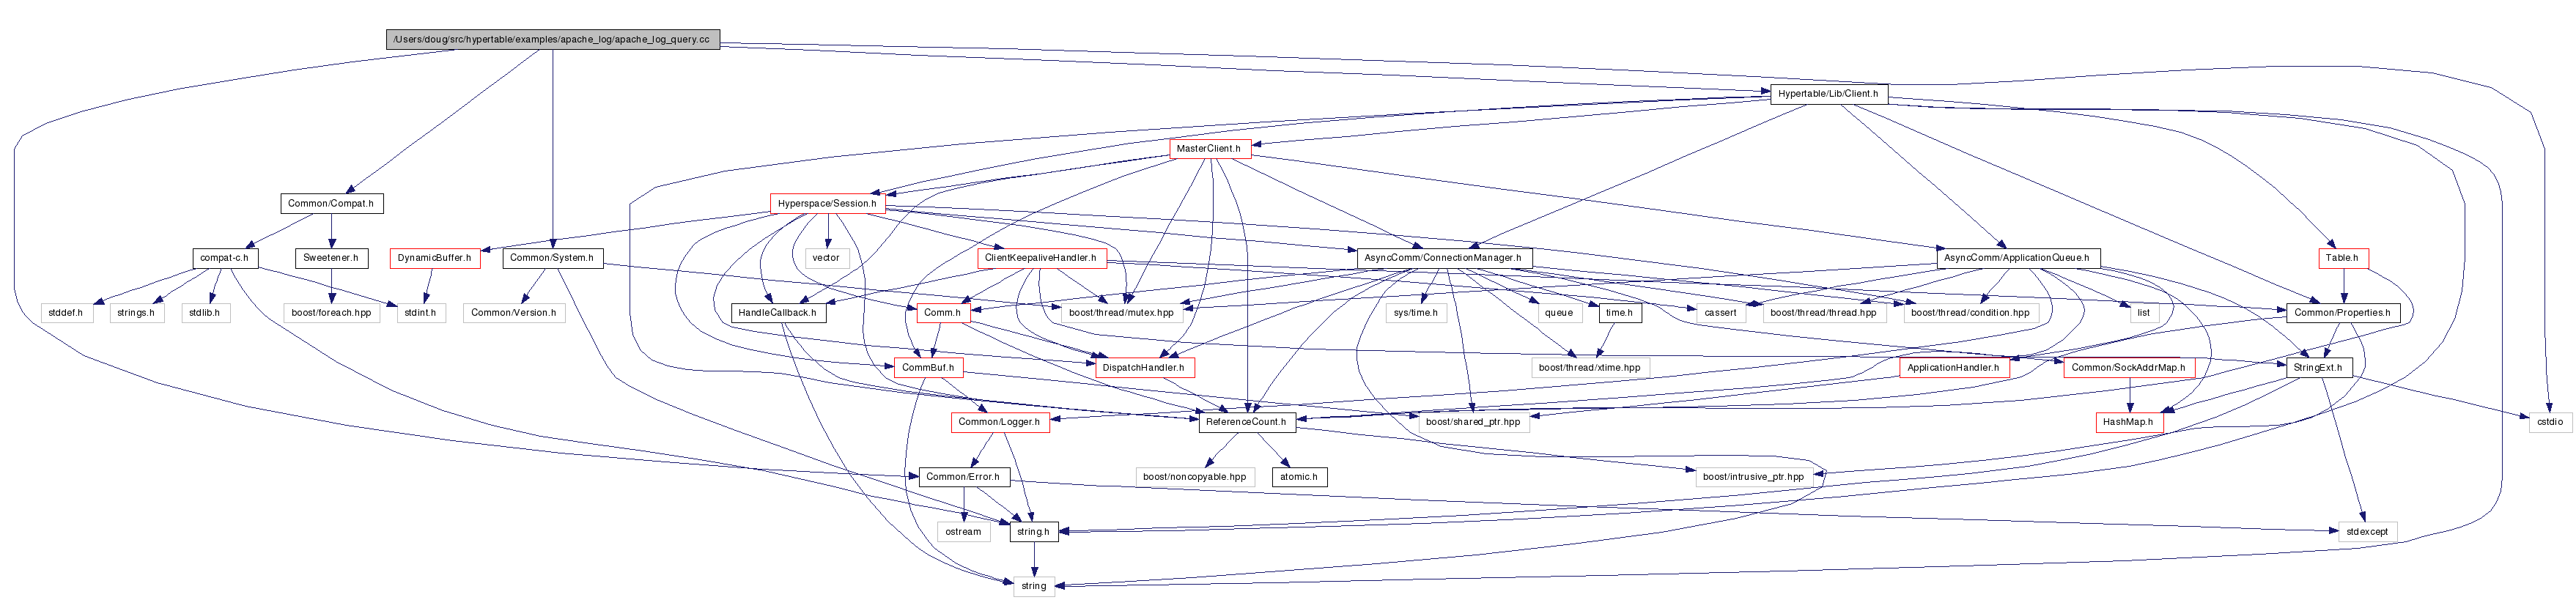 /Users/doug/src/hypertable/examples/apache_log/apache_log_query.cc
Hypertable/Lib/Client.h
MasterClient.h
Common/Compat.h
Hyperspace/Session.h
compat-c.h
Sweetener.h
DynamicBuffer.h
Common/System.h
vector
ClientKeepaliveHandler.h
AsyncComm/ConnectionManager.h
AsyncComm/ApplicationQueue.h
Table.h
stddef.h
strings.h
stdlib.h
boost/foreach.hpp
stdint.h
Common/Version.h
HandleCallback.h
Comm.h
boost/thread/mutex.hpp
sys/time.h
queue
time.h
cassert
boost/thread/thread.hpp
boost/thread/condition.hpp
list
Common/Properties.h
CommBuf.h
DispatchHandler.h
boost/thread/xtime.hpp
ApplicationHandler.h
Common/SockAddrMap.h
StringExt.h
Common/Logger.h
ReferenceCount.h
boost/shared_ptr.hpp
HashMap.h
cstdio
Common/Error.h
boost/noncopyable.hpp
atomic.h
boost/intrusive_ptr.hpp
ostream
string.h
stdexcept
string